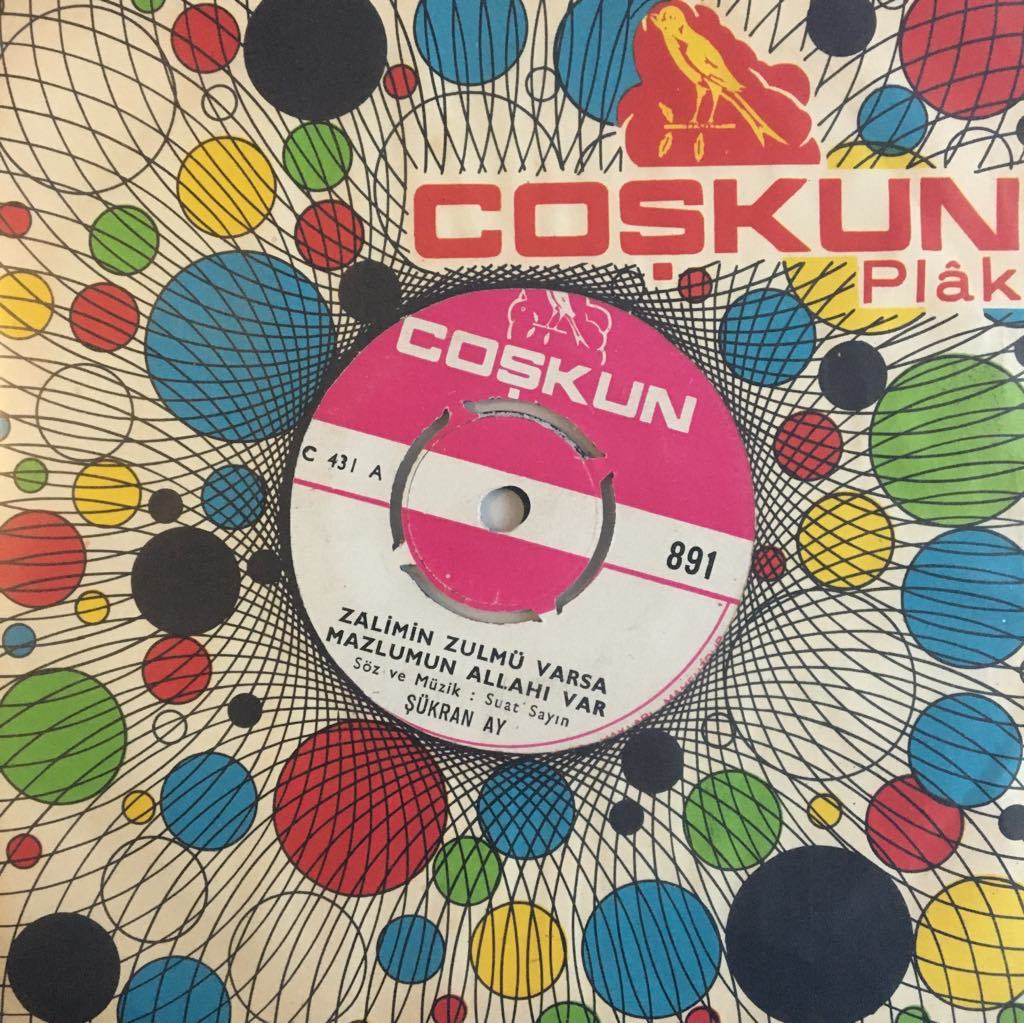 COŞKUN
Plâk
COŞKUN
C 431 A
891
ZALİMİN ZULMÜ VARSA
MAZLUMUN ALLAHI VAR
Söz ve Müzik : Suat Sayın
ŞÜKRAN AY